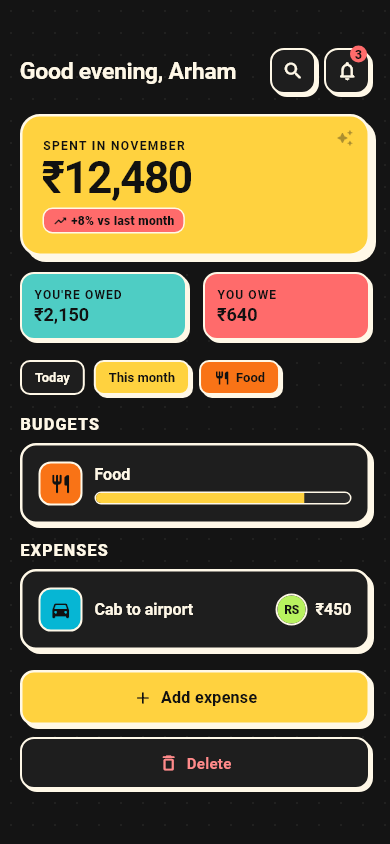 Good evening, Arham
3
SPENT IN NOVEMBER
₹12,480
+8% vs last month
YOU'RE OWED
₹2,150
YOU OWE
₹640
Today
This month
Food
BUDGETS
Food
EXPENSES
Cab to airport
RS
₹450
+ Add expense
Delete